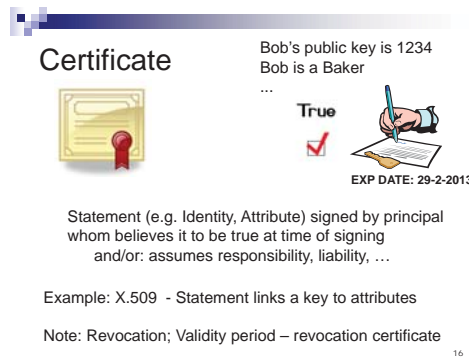 Certificate
Bob's public key is 1234
Bob is a Baker
...
True
EXP DATE: 29-2-2013
Statement (e.g. Identity, Attribute) signed by principal
whom believes it to be true at time of signing
and/or: assumes responsibility, liability, …
Example: X.509 - Statement links a key to attributes
Note: Revocation; Validity period – revocation certificate
16